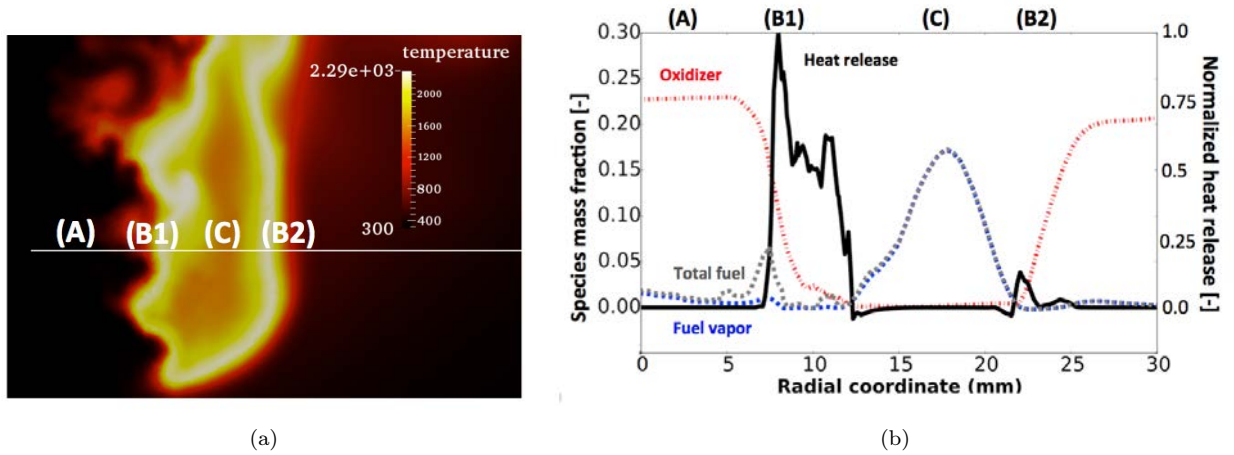 temperature
2.29e+03
2000
1600
1200
800
400
300
(A)
(B1)
(C)
(B2)
(a)
(A)
(B1)
(C)
(B2)
0.30
0.25
0.20
0.15
0.10
0.05
0.00
Species mass fraction [-]
Oxidizer
Heat release
Total fuel
Fuel vapor
1.0
0.75
0.5
0.25
0.0
Normalized heat release [-]
0
5
10
15
20
25
30
Radial coordinate (mm)
(b)